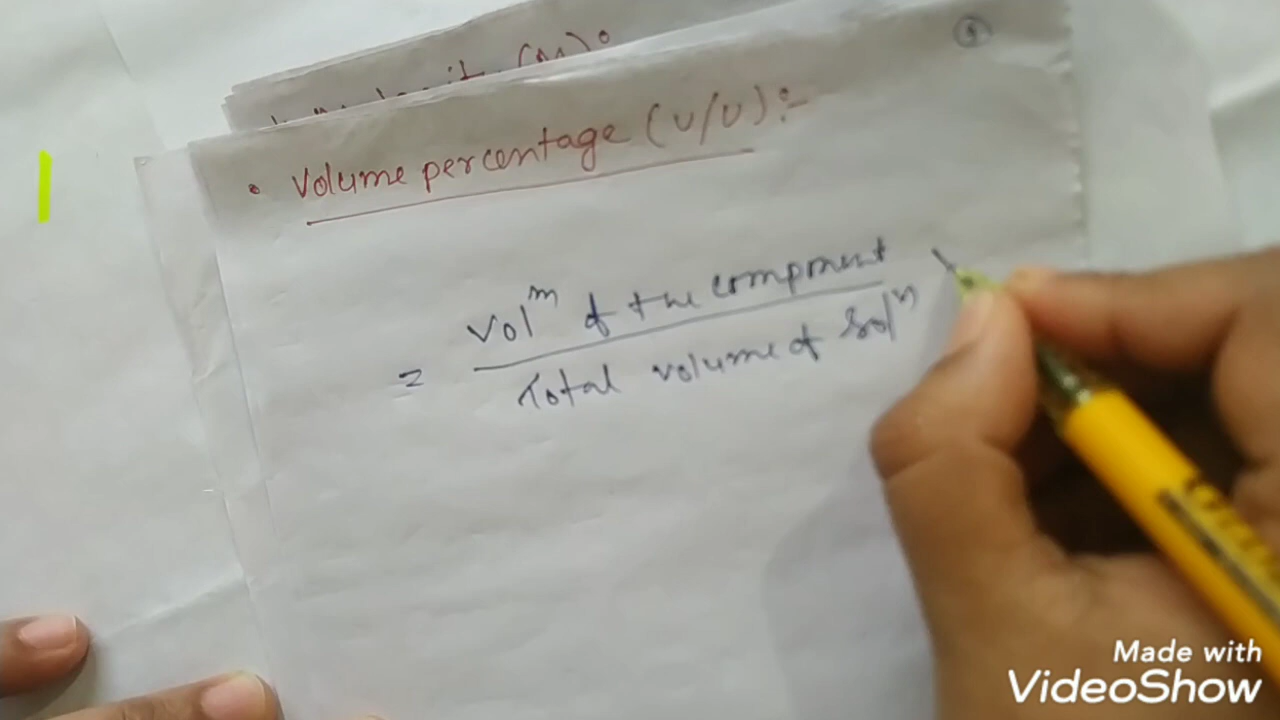 (M):
• Volume percentage (V/V):-
= Vol^m of the component
Total volume of sol^n
Made with
VideoShow